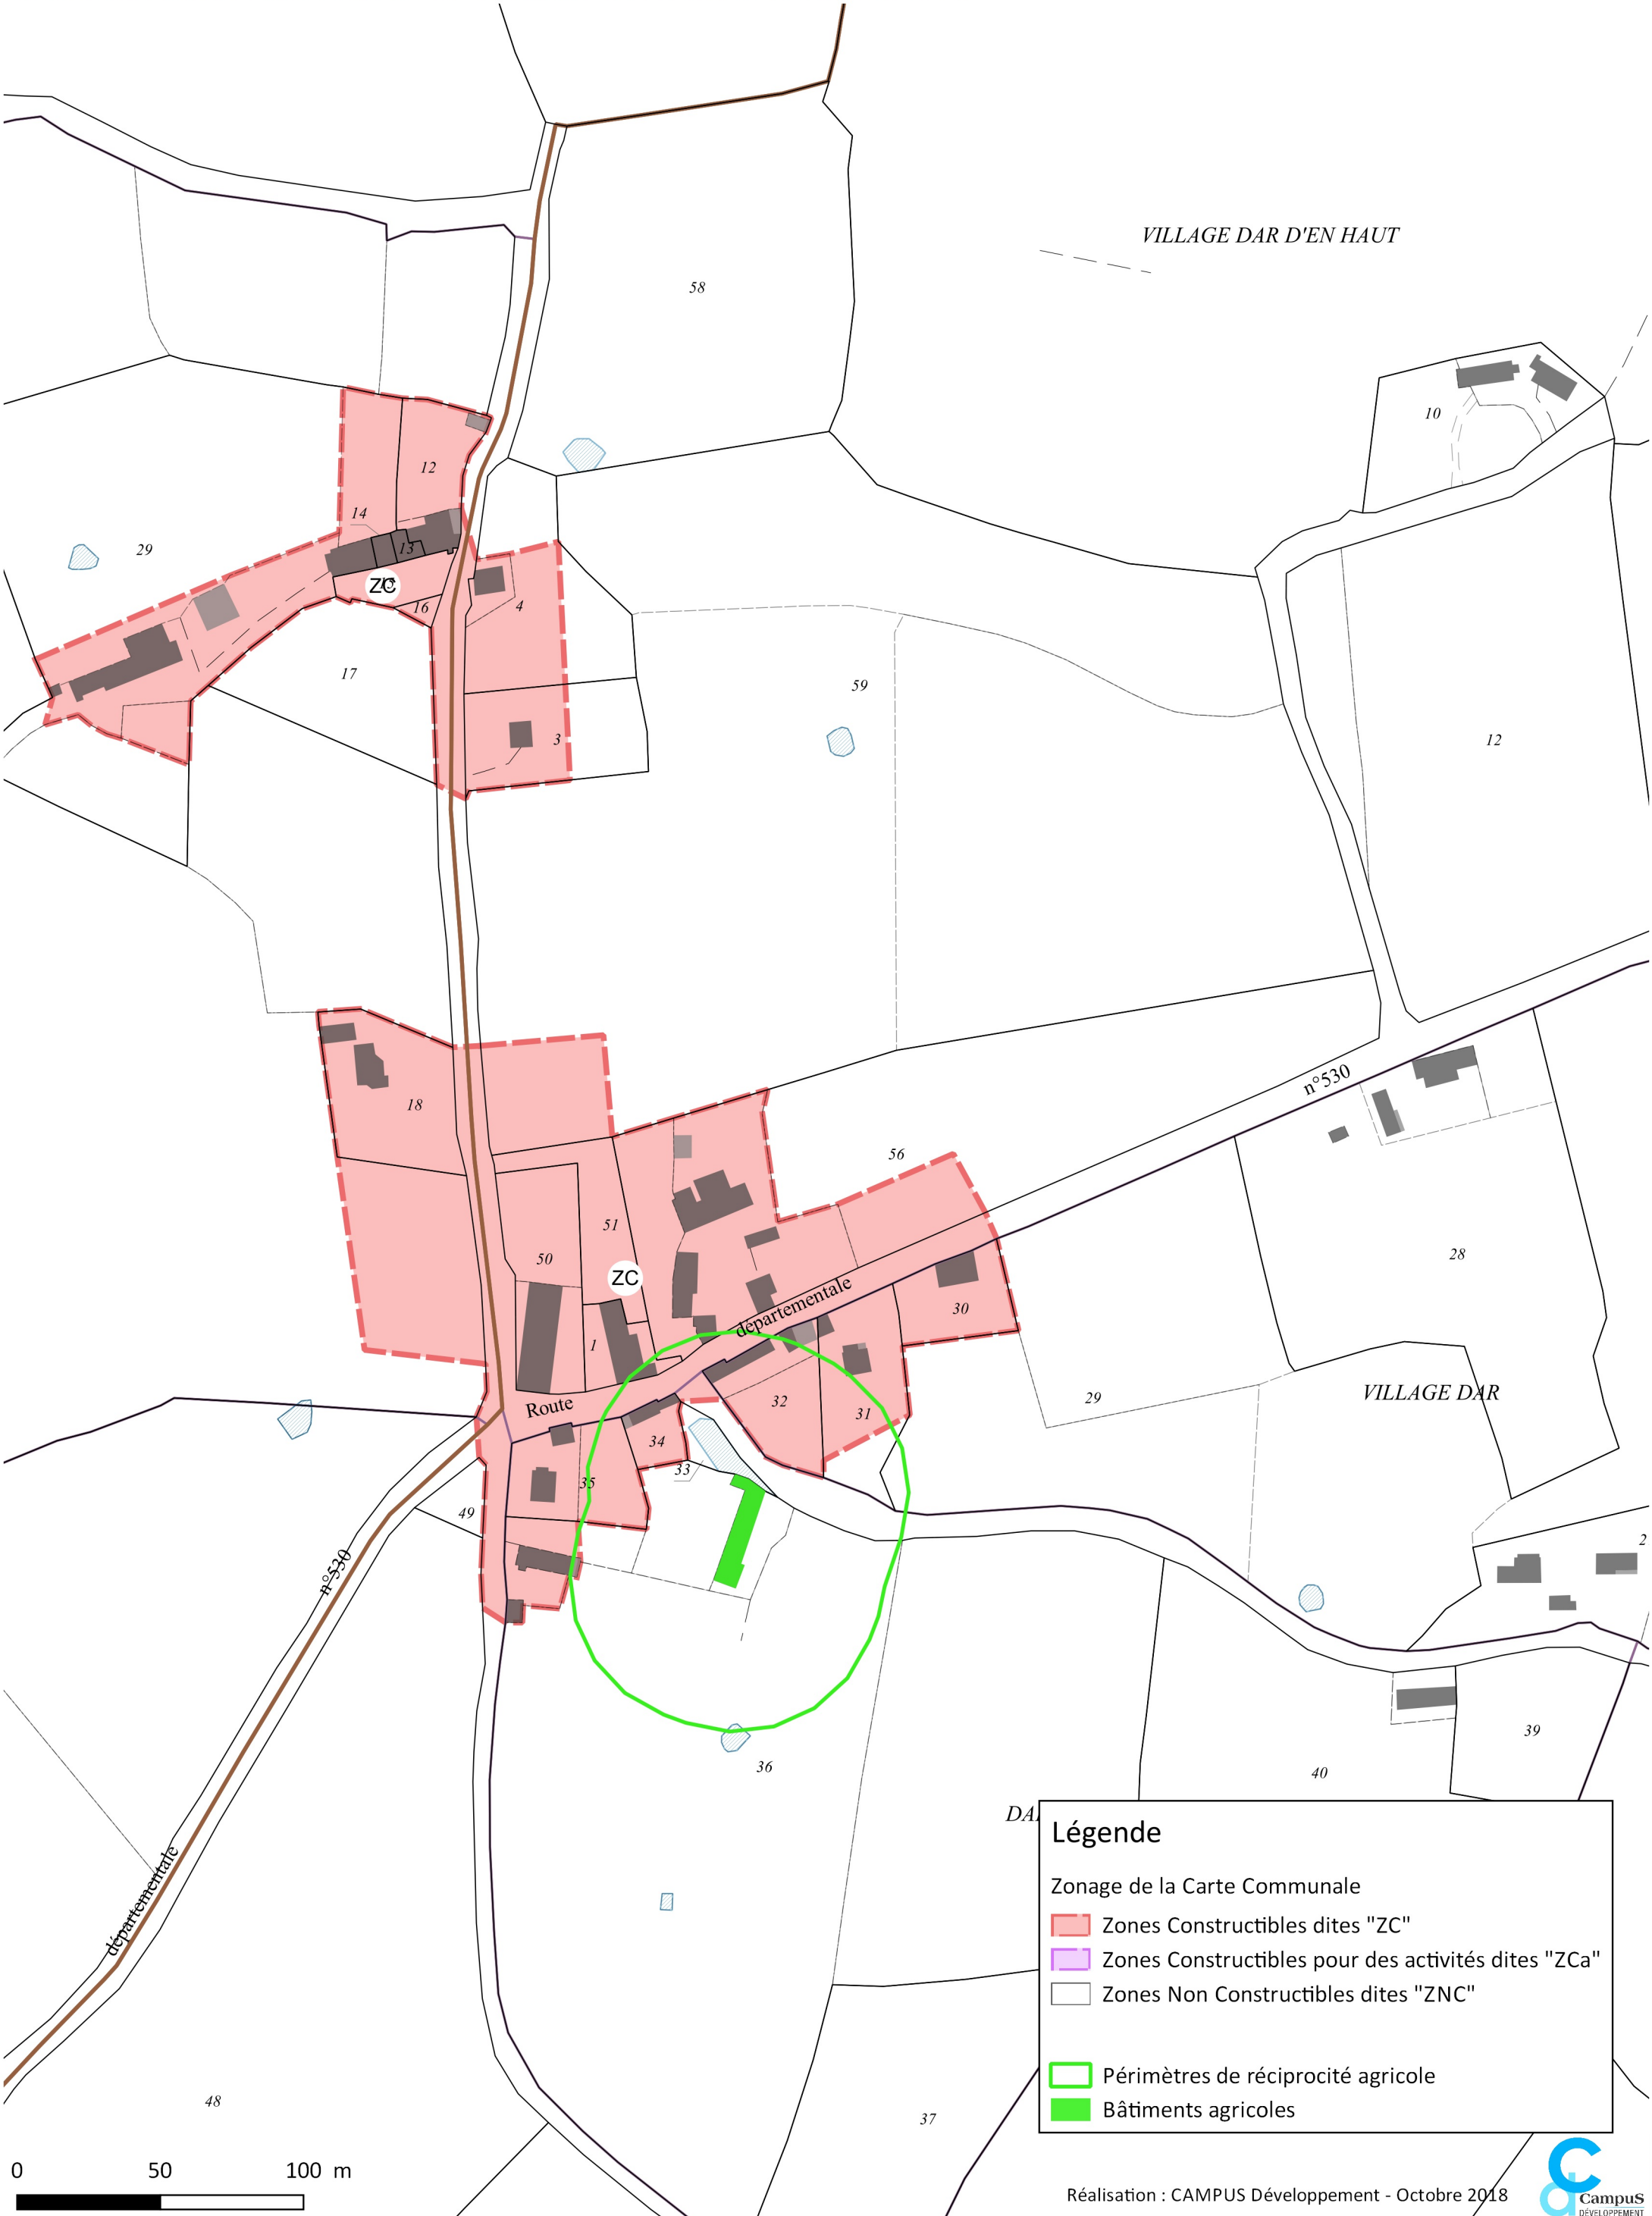 VILLAGE DAR D'EN HAUT
58
10
12
14
29
13
ZC
16
4
17
59
3
12
n°530
18
56
51
50
28
ZC
départementale
30
1
VILLAGE DAR
29
Route
32
31
34
33
35
49
2
n°530
39
36
40
DA
Légende
Zonage de la Carte Communale
Zones Constructibles dites "ZC"
Zones Constructibles pour des activités dites "ZCa"
Zones Non Constructibles dites "ZNC"
départementale
Périmètres de réciprocité agricole
Bâtiments agricoles
48
37
0 50 100 m
Réalisation : CAMPUS Développement - Octobre 2018
CampuS
DÉVELOPPEMENT